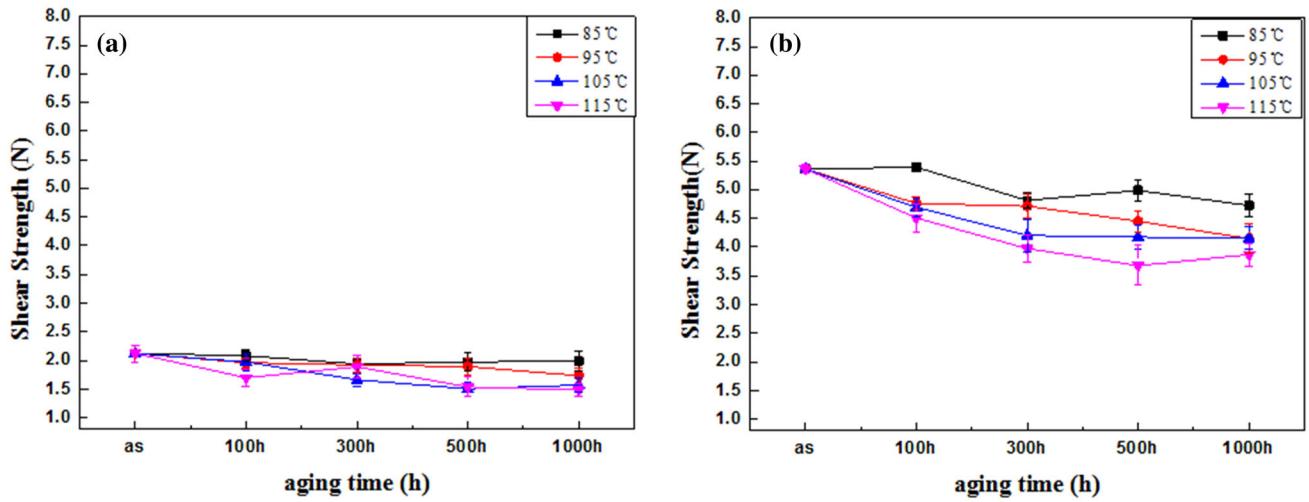 (a)
85℃
95℃
105℃
115℃
8.0
7.5
7.0
6.5
6.0
5.5
5.0
4.5
4.0
3.5
3.0
2.5
2.0
1.5
1.0
Shear Strength (N)
as
100h
300h
500h
1000h
aging time (h)
(b)
85℃
95℃
105℃
115℃
8.0
7.5
7.0
6.5
6.0
5.5
5.0
4.5
4.0
3.5
3.0
2.5
2.0
1.5
1.0
Shear Strength(N)
as
100h
300h
500h
1000h
aging time (h)